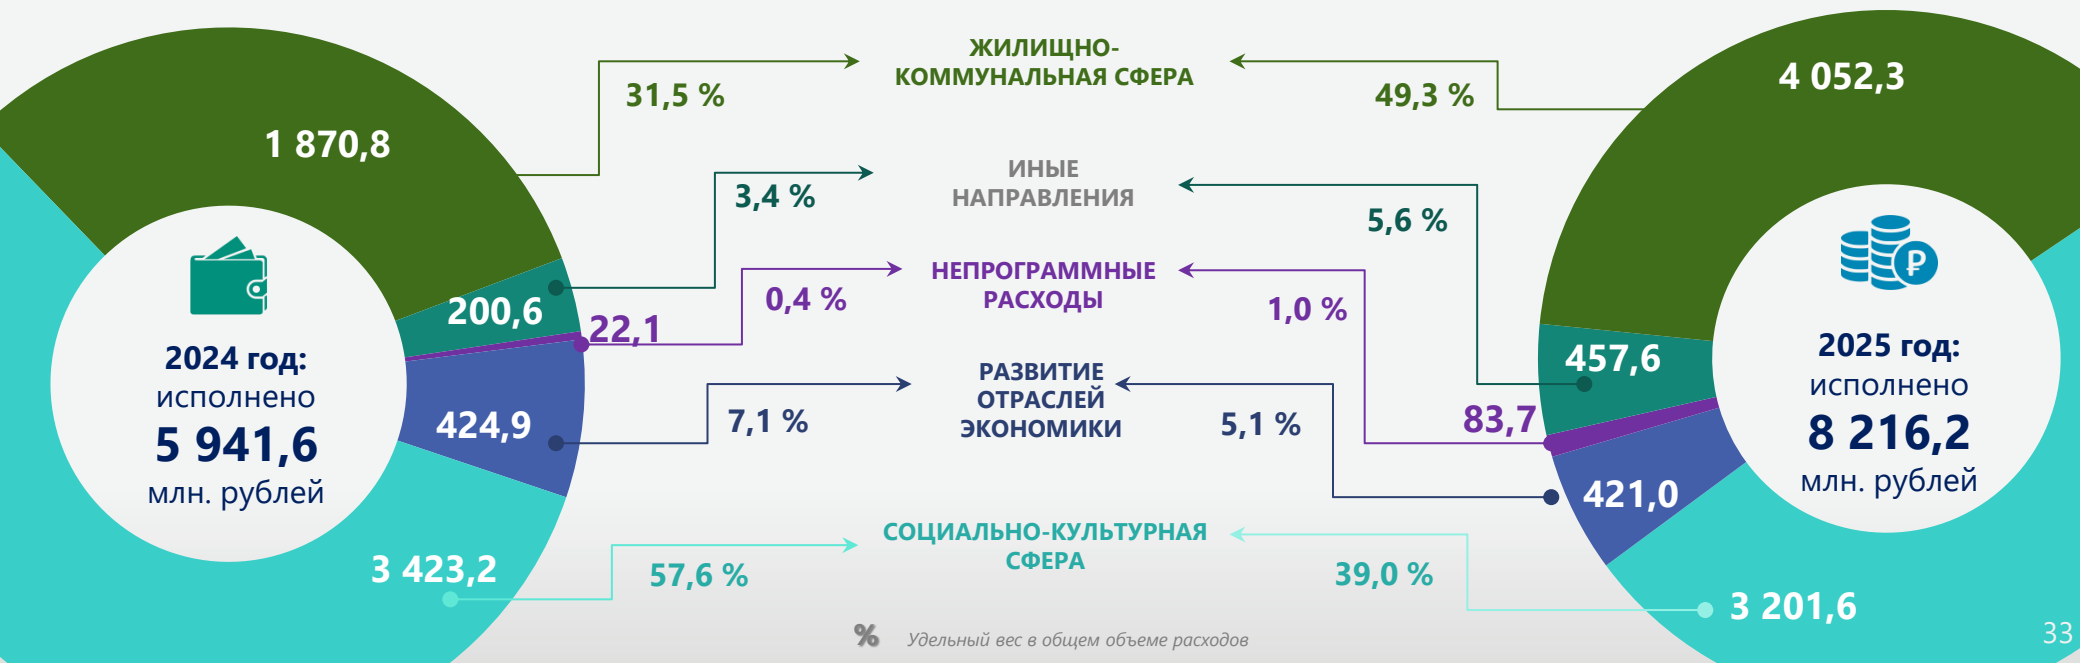 1 870,8
200,6
22,1
424,9
3 423,2
2024 год:
исполнено
5 941,6
млн. рублей
31,5 %
3,4 %
0,4 %
7,1 %
57,6 %
ЖИЛИЩНО-
КОММУНАЛЬНАЯ СФЕРА
ИНЫЕ
НАПРАВЛЕНИЯ
НЕПРОГРАММНЫЕ
РАСХОДЫ
РАЗВИТИЕ
ОТРАСЛЕЙ
ЭКОНОМИКИ
СОЦИАЛЬНО-КУЛЬТУРНАЯ
СФЕРА
49,3 %
5,6 %
1,0 %
5,1 %
39,0 %
4 052,3
457,6
83,7
421,0
3 201,6
2025 год:
исполнено
8 216,2
млн. рублей
% Удельный вес в общем объеме расходов
33